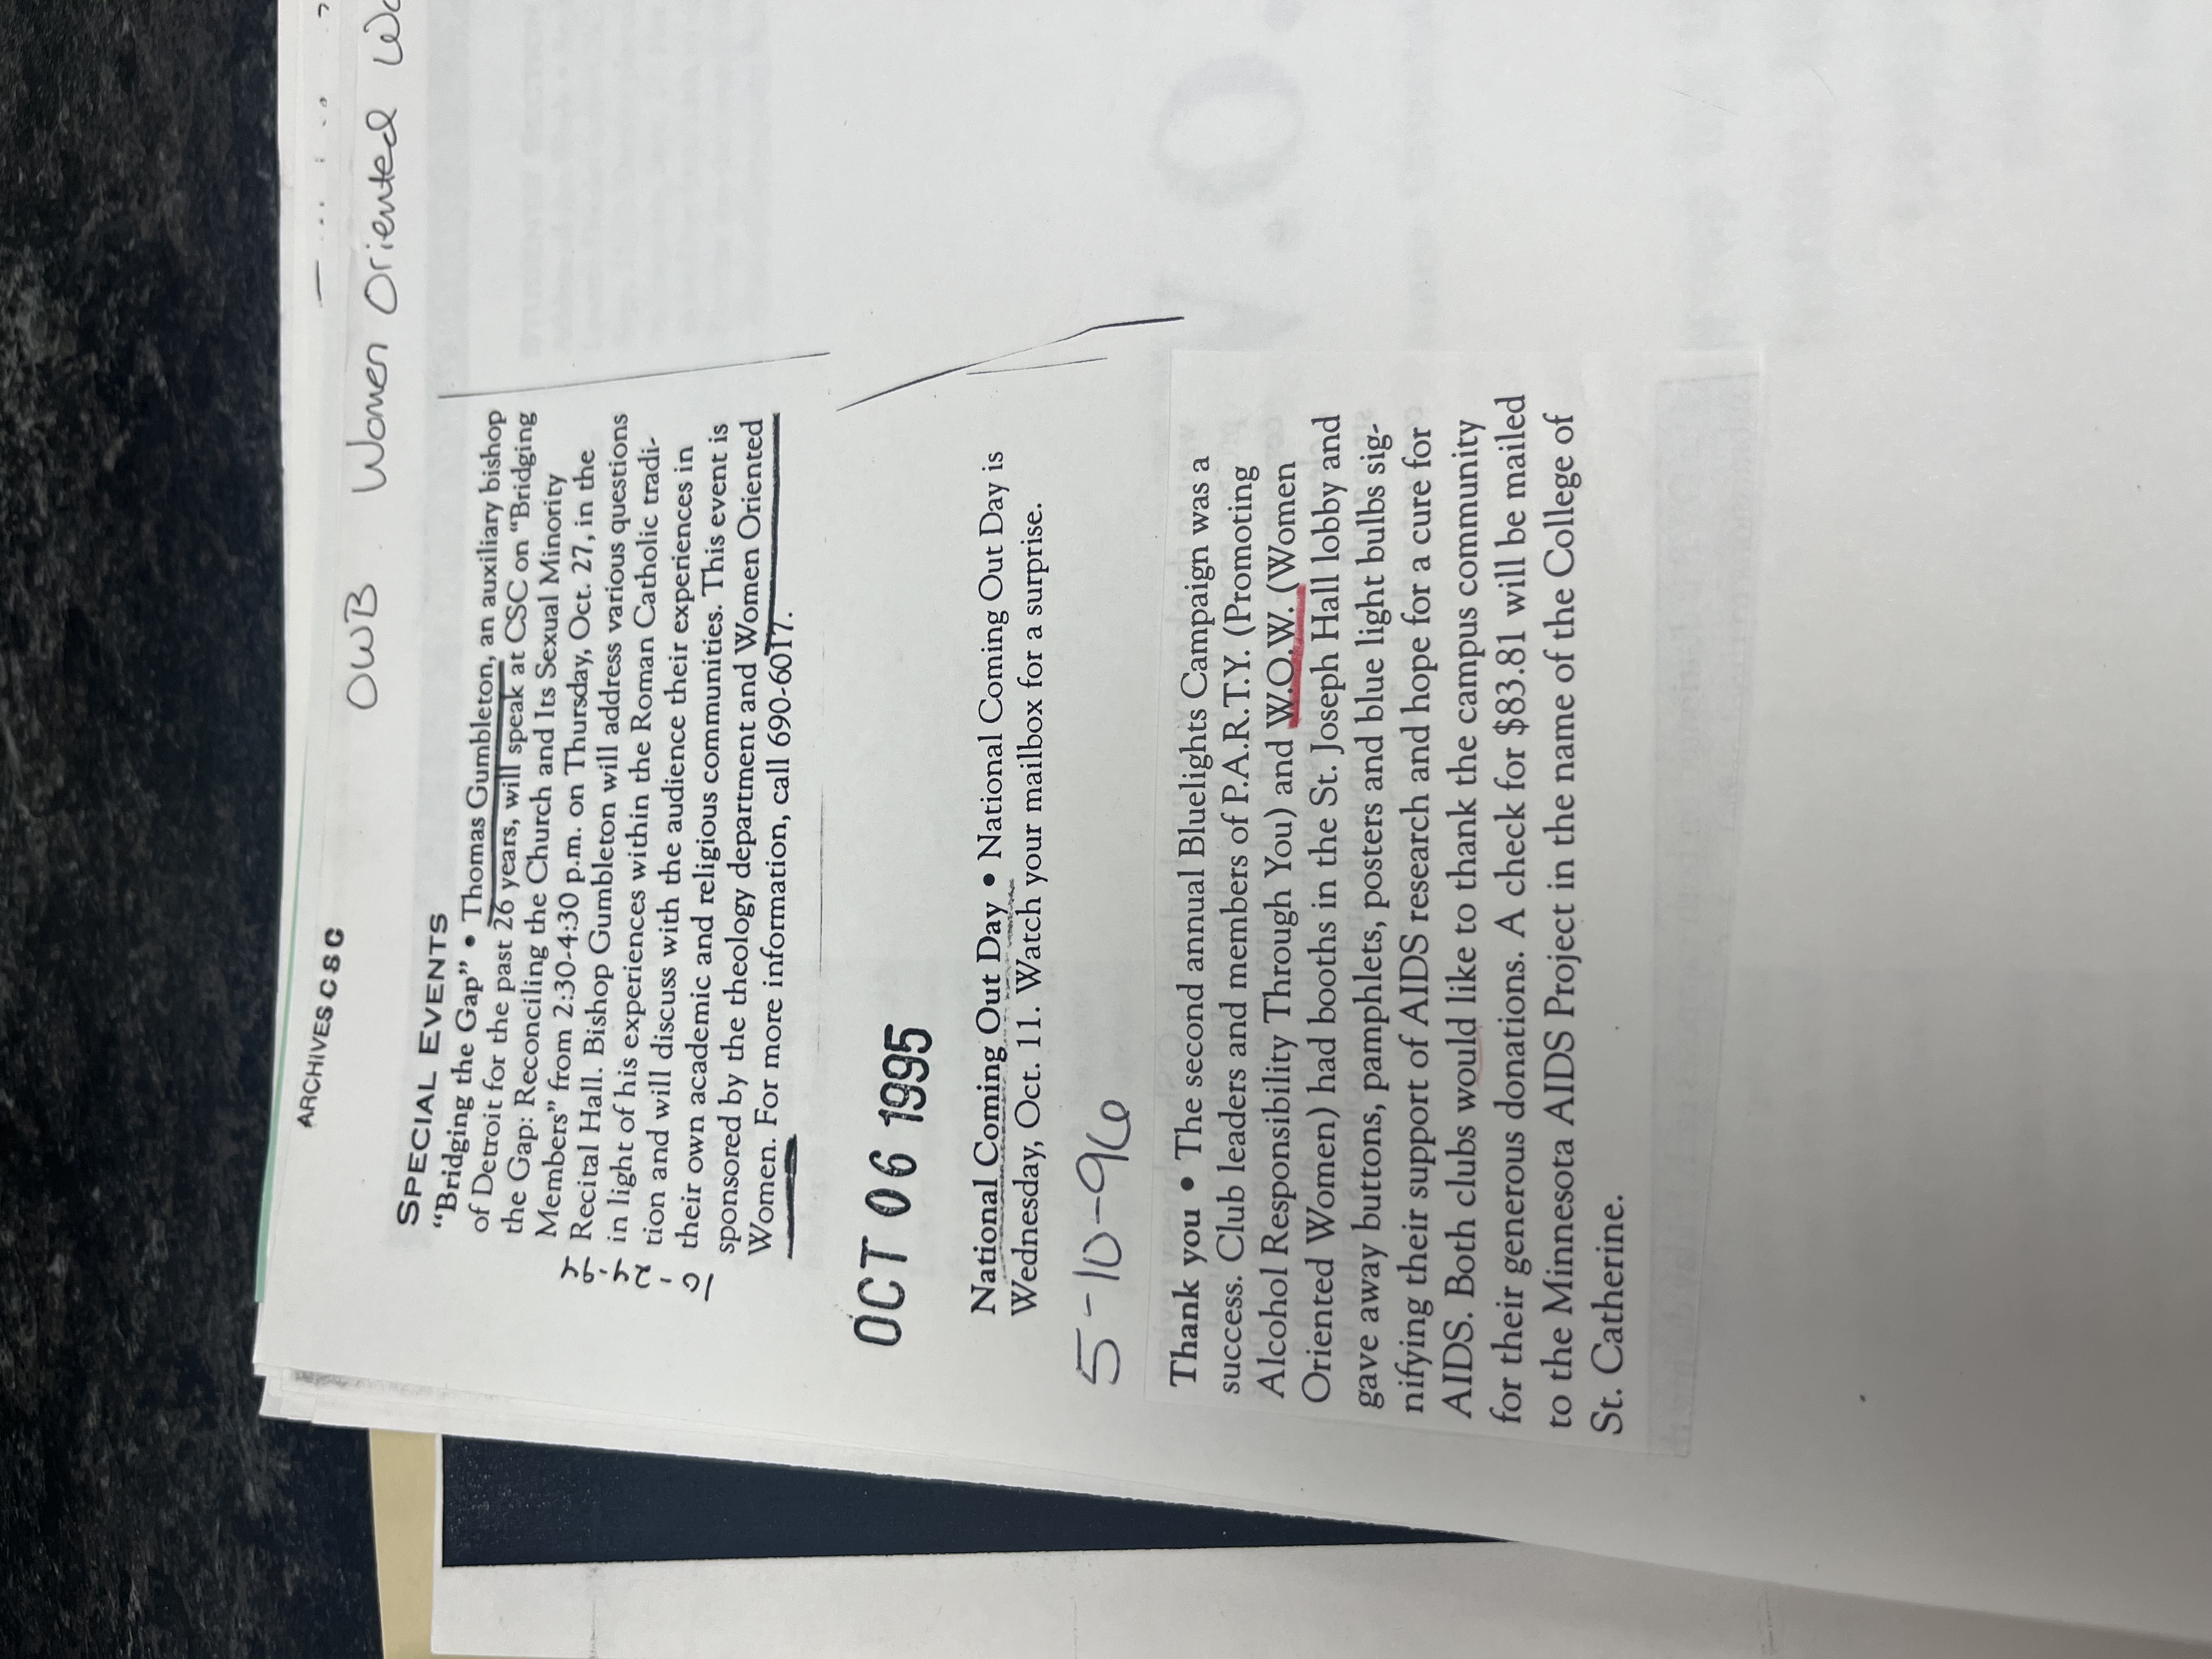 ARCHIVES CSC
OWB Women Oriented
SPECIAL EVENTS
“Bridging the Gap” • Thomas Gumbleton, an auxiliary bishop
of Detroit for the past 26 years, will speak at CSC on “Bridging
the Gap: Reconciling the Church and Its Sexual Minority
Members” from 2:30-4:30 p.m. on Thursday, Oct. 27, in the
Recital Hall. Bishop Gumbleton will address various questions
in light of his experiences within the Roman Catholic tradi-
tion and will discuss with the audience their experiences in
their own academic and religious communities. This event is
sponsored by the theology department and Women Oriented
Women. For more information, call 690-6017.
10-24-94
OCT 06 1995
National Coming Out Day • National Coming Out Day is
Wednesday, Oct. 11. Watch your mailbox for a surprise.
5-10-96
Thank you • The second annual Bluelights Campaign was a
success. Club leaders and members of P.A.R.T.Y. (Promoting
Alcohol Responsibility Through You) and W.O.W. (Women
Oriented Women) had booths in the St. Joseph Hall lobby and
gave away buttons, pamphlets, posters and blue light bulbs sig-
nifying their support of AIDS research and hope for a cure for
AIDS. Both clubs would like to thank the campus community
for their generous donations. A check for $83.81 will be mailed
to the Minnesota AIDS Project in the name of the College of
St. Catherine.